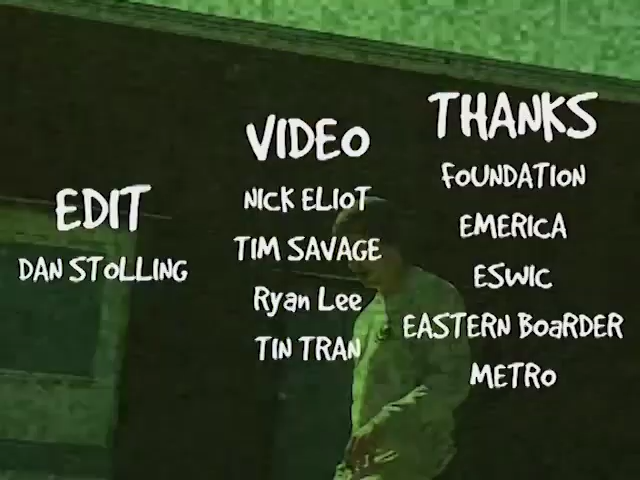 EDIT
DAN STOLLING
VIDEO
NICK ELIOT
TIM SAVAGE
Ryan Lee
TIN TRAN
THANKS
FOUNDATION
EMERICA
ESWIC
EASTERN BOaRDER
METRO